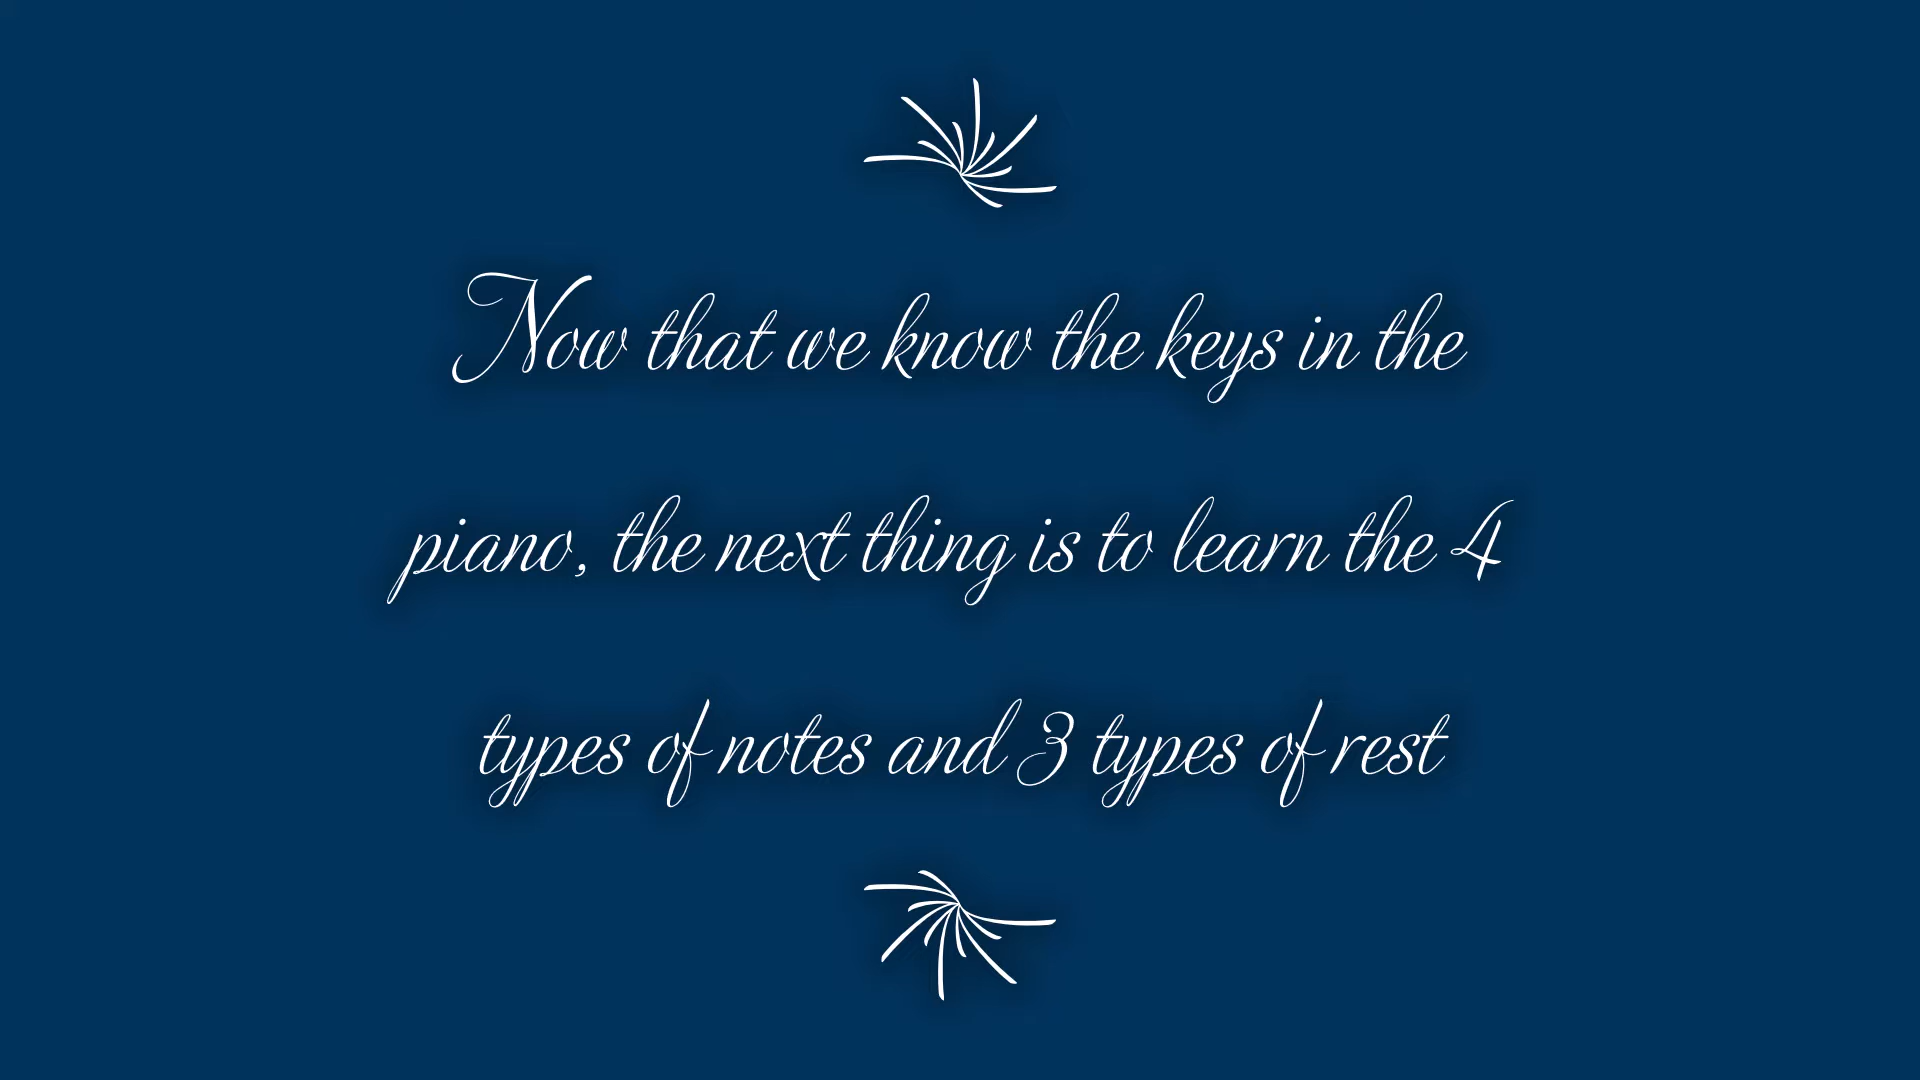 Now that we know the keys in the
piano, the next thing is to learn the 4
types of notes and 3 types of rest